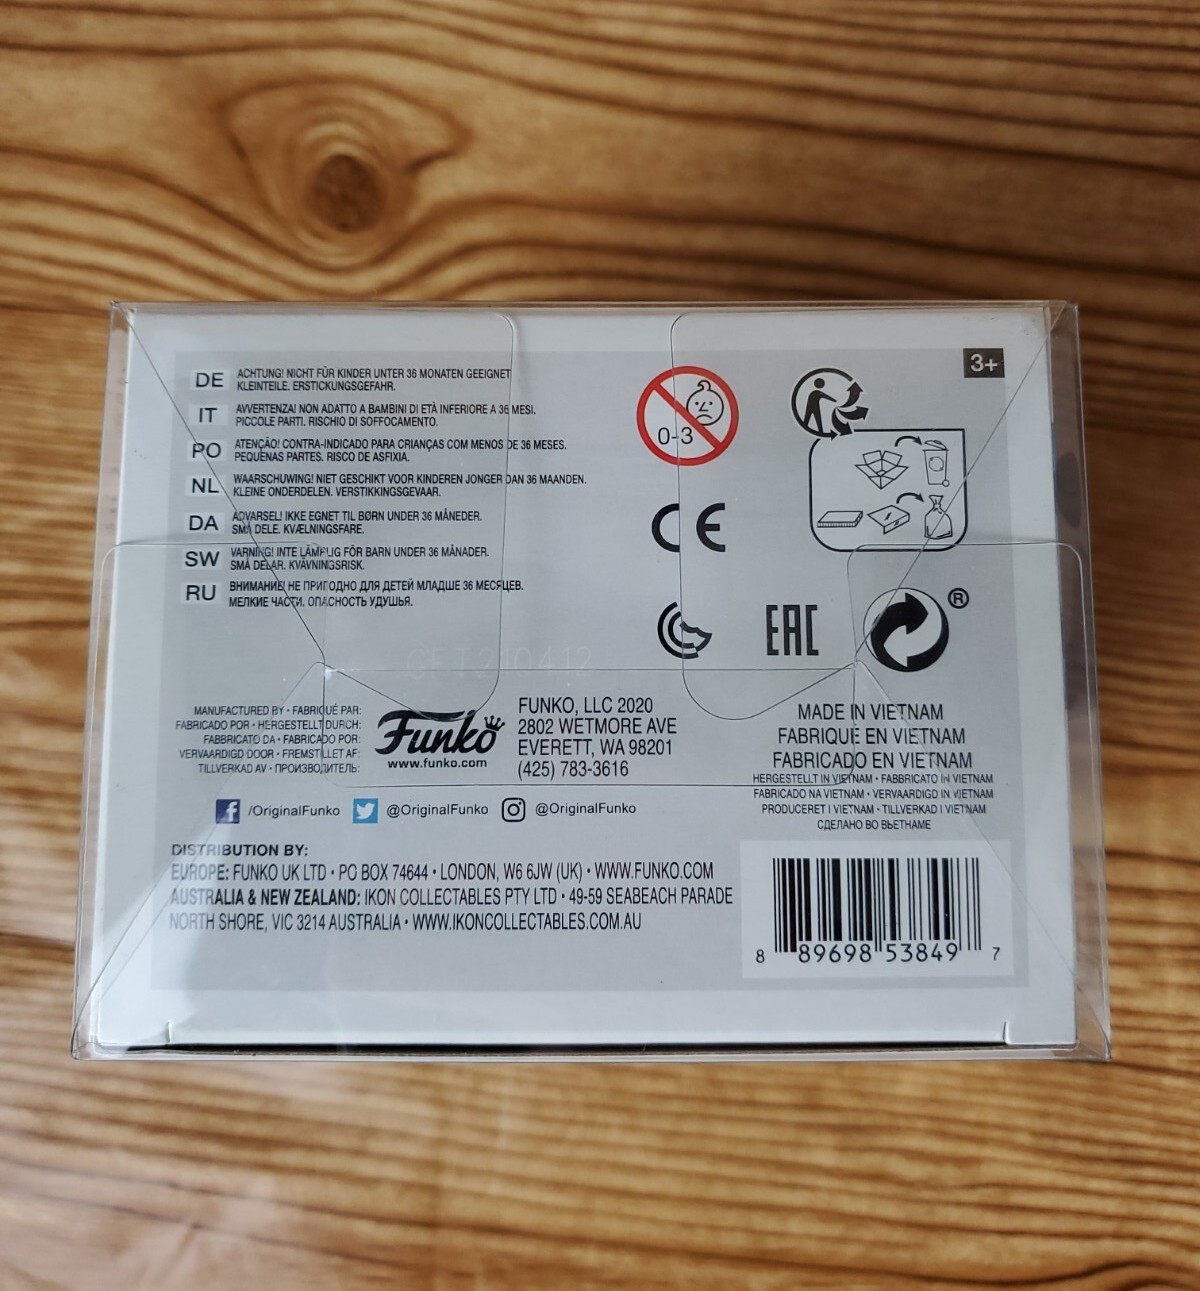 3+
DE ACHTUNG! NICHT FÜR KINDER UNTER 36 MONATEN GEEIGNET
KLEINTEILE. ERSTICKUNGSGEFAHR.
IT AVVERTENZA! NON ADATTO A BAMBINI DI ETÀ INFERIORE A 36 MESI.
PICCOLE PARTI. RISCHIO DI SOFFOCAMENTO.
PO ATENÇÃO! CONTRA-INDICADO PARA CRIANÇAS COM MENOS DE 36 MESES.
PEQUENAS PARTES. RISCO DE ASFIXIA.
NL WAARSCHUWING! NIET GESCHIKT VOOR KINDEREN JONGER DAN 36 MAANDEN.
KLEINE ONDERDELEN. VERSTIKKINGSGEVAAR.
DA ADVARSEL! IKKE EGNET TIL BØRN UNDER 36 MÅNEDER.
SMÅ DELE. KVÆLNINGSFARE.
SW VARNING! INTE LÄMPLIG FÖR BARN UNDER 36 MÅNADER.
SMÅ DELAR. KVÄVNINGSRISK.
RU ВНИМАНИЕ! НЕ ПРИГОДНО ДЛЯ ДЕТЕЙ МЛАДШЕ 36 МЕСЯЦЕВ.
МЕЛКИЕ ЧАСТИ. ОПАСНОСТЬ УДУШЬЯ.
0-3
CE
EAC
®
CFT210412
MANUFACTURED BY • FABRIQUÉ PAR:
FABRICADO POR • HERGESTELLT DURCH:
FABBRICATO DA • FABRICADO POR:
VERVAARDIGD DOOR • FREMSTILLET AF:
TILLVERKAD AV • ПРОИЗВОДИТЕЛЬ:
Funko
www.funko.com
FUNKO, LLC 2020
2802 WETMORE AVE
EVERETT, WA 98201
(425) 783-3616
MADE IN VIETNAM
FABRIQUÉ EN VIETNAM
FABRICADO EN VIETNAM
HERGESTELLT IN VIETNAM • FABBRICATO IN VIETNAM
FABRICADO NA VIETNAM • VERVAARDIGD IN VIETNAM
PRODUCERET I VIETNAM • TILLVERKAD I VIETNAM
СДЕЛАНО ВО ВЬЕТНАМЕ
/OriginalFunko @OriginalFunko @OriginalFunko
DISTRIBUTION BY:
EUROPE: FUNKO UK LTD • PO BOX 74644 • LONDON, W6 6JW (UK) • WWW.FUNKO.COM
AUSTRALIA & NEW ZEALAND: IKON COLLECTABLES PTY LTD • 49-59 SEABEACH PARADE
NORTH SHORE, VIC 3214 AUSTRALIA • WWW.IKONCOLLECTABLES.COM.AU
8 89698 53849 7